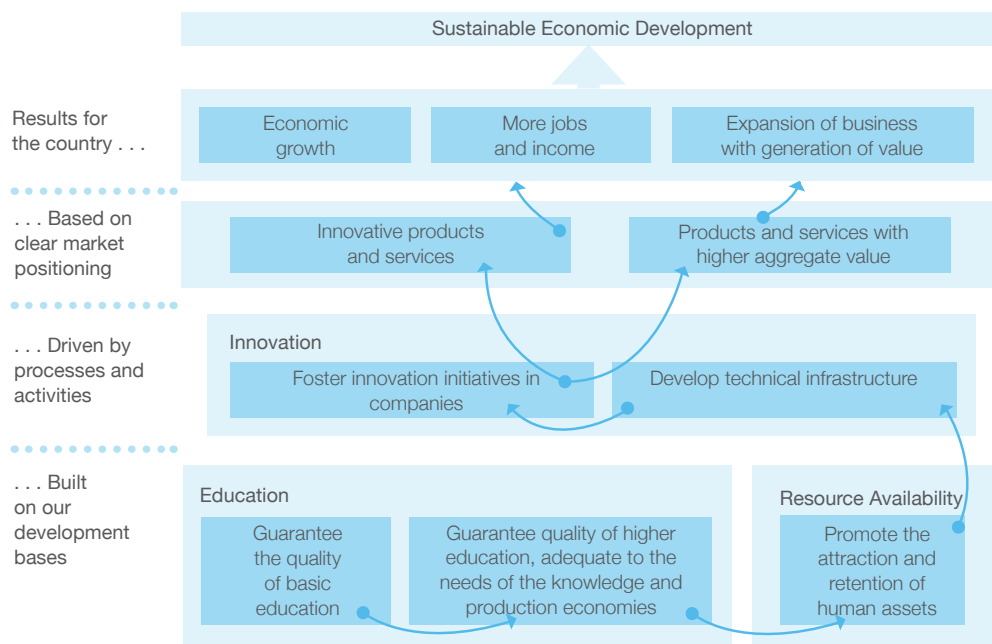 Sustainable Economic Development
Results for
the country . . .
Economic
growth
More jobs
and income
Expansion of business
with generation of value
. . . Based on
clear market
positioning
Innovative products
and services
Products and services with
higher aggregate value
. . . Driven by
processes and
activities
Innovation
Foster innovation initiatives in
companies
Develop technical infrastructure
. . . Built
on our
development
bases
Education
Guarantee
the quality
of basic
education
Guarantee quality of higher
education, adequate to the
needs of the knowledge and
production economies
Resource Availability
Promote the
attraction and
retention of
human assets